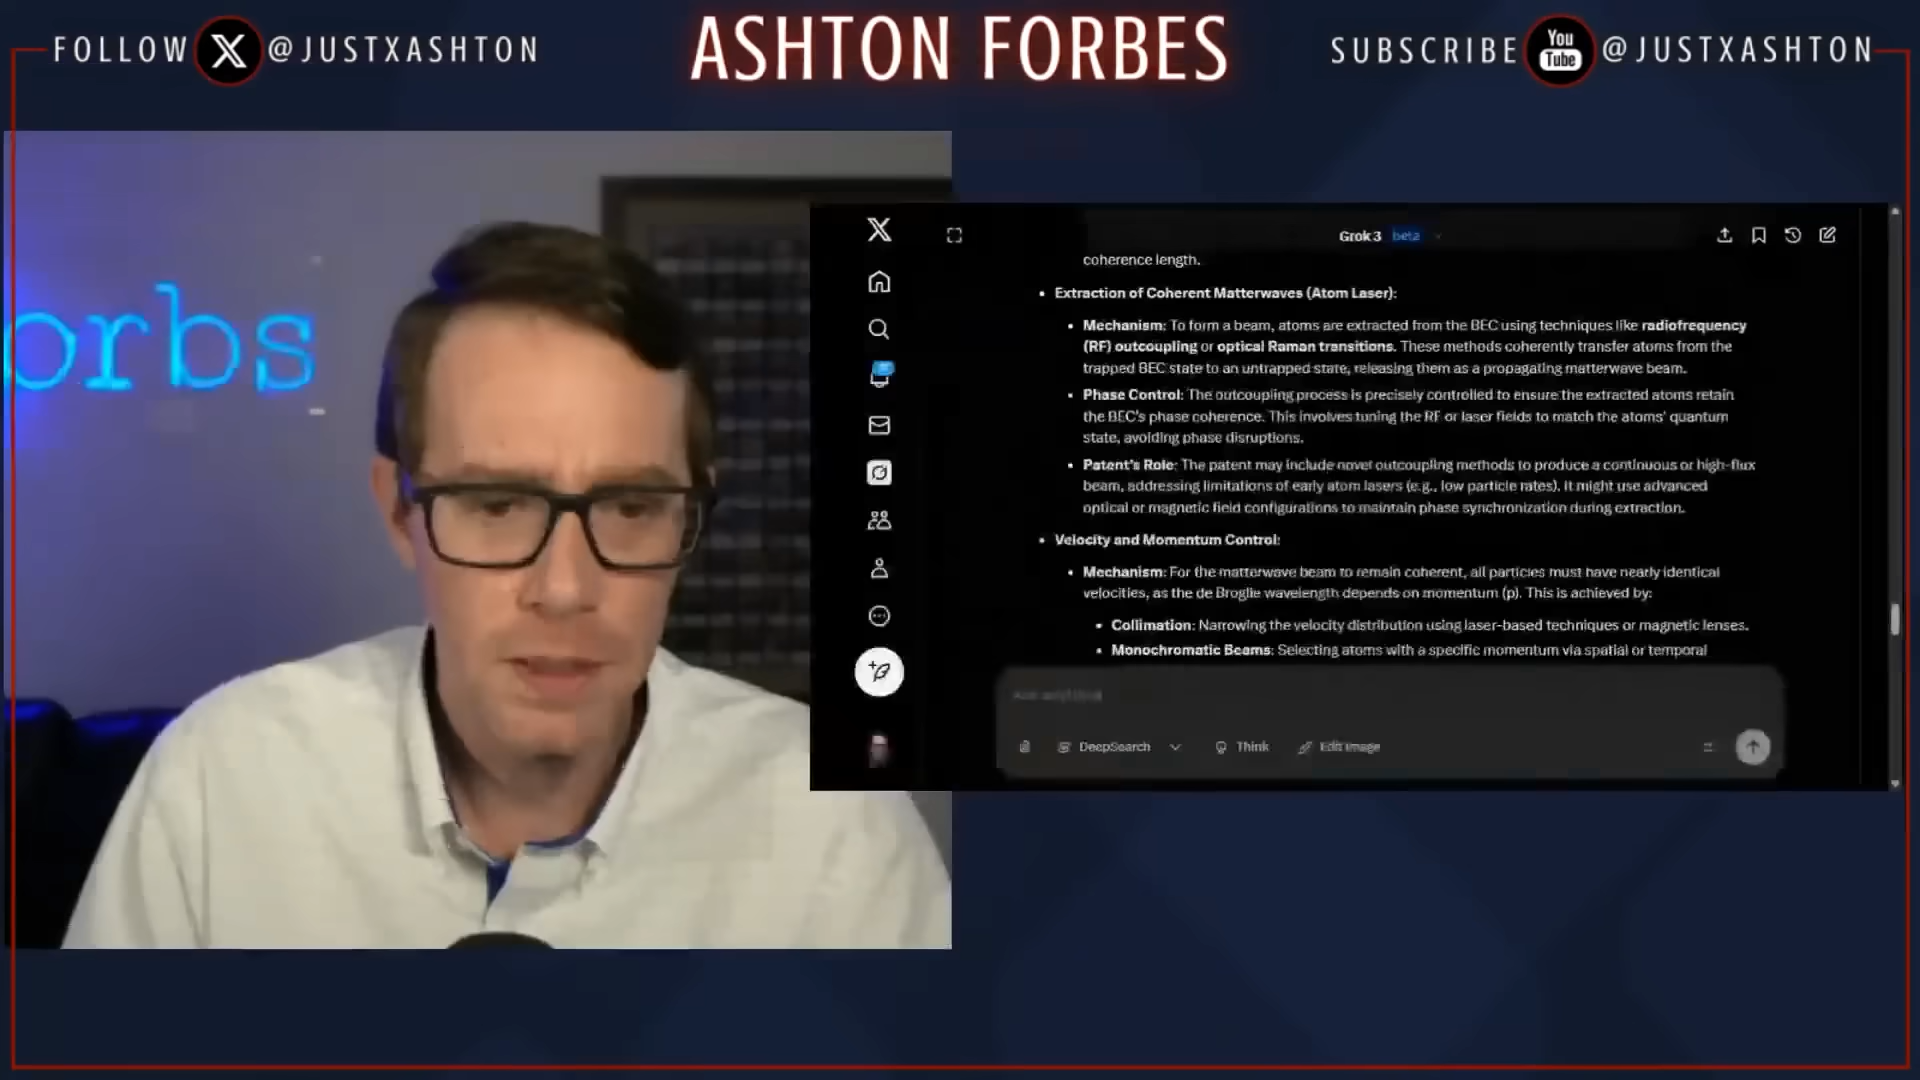 FOLLOW X @JUSTXASHTON
ASHTON FORBES
SUBSCRIBE You Tube @JUSTXASHTON
orbs
Grok 3 beta
coherence length.
• Extraction of Coherent Matterwaves (Atom Laser):
• Mechanism: To form a beam, atoms are extracted from the BEC using techniques like radiofrequency
(RF) outcoupling or optical Raman transitions. These methods coherently transfer atoms from the
trapped BEC state to an untrapped state, releasing them as a propagating matterwave beam.
• Phase Control: The outcoupling process is precisely controlled to ensure the extracted atoms retain
the BEC's phase coherence. This involves tuning the RF or laser fields to match the atoms' quantum
state, avoiding phase disruptions.
• Patent's Role: The patent may include novel outcoupling methods to produce a continuous or high-flux
beam, addressing limitations of early atom lasers (e.g., low particle rates). It might use advanced
optical or magnetic field configurations to maintain phase synchronization during extraction.
• Velocity and Momentum Control:
• Mechanism: For the matterwave beam to remain coherent, all particles must have nearly identical
velocities, as the de Broglie wavelength depends on momentum (p). This is achieved by:
• Collimation: Narrowing the velocity distribution using laser-based techniques or magnetic lenses.
• Monochromatic Beams: Selecting atoms with a specific momentum via spatial or temporal
Ask anything
DeepSearch
Think
Edit Image